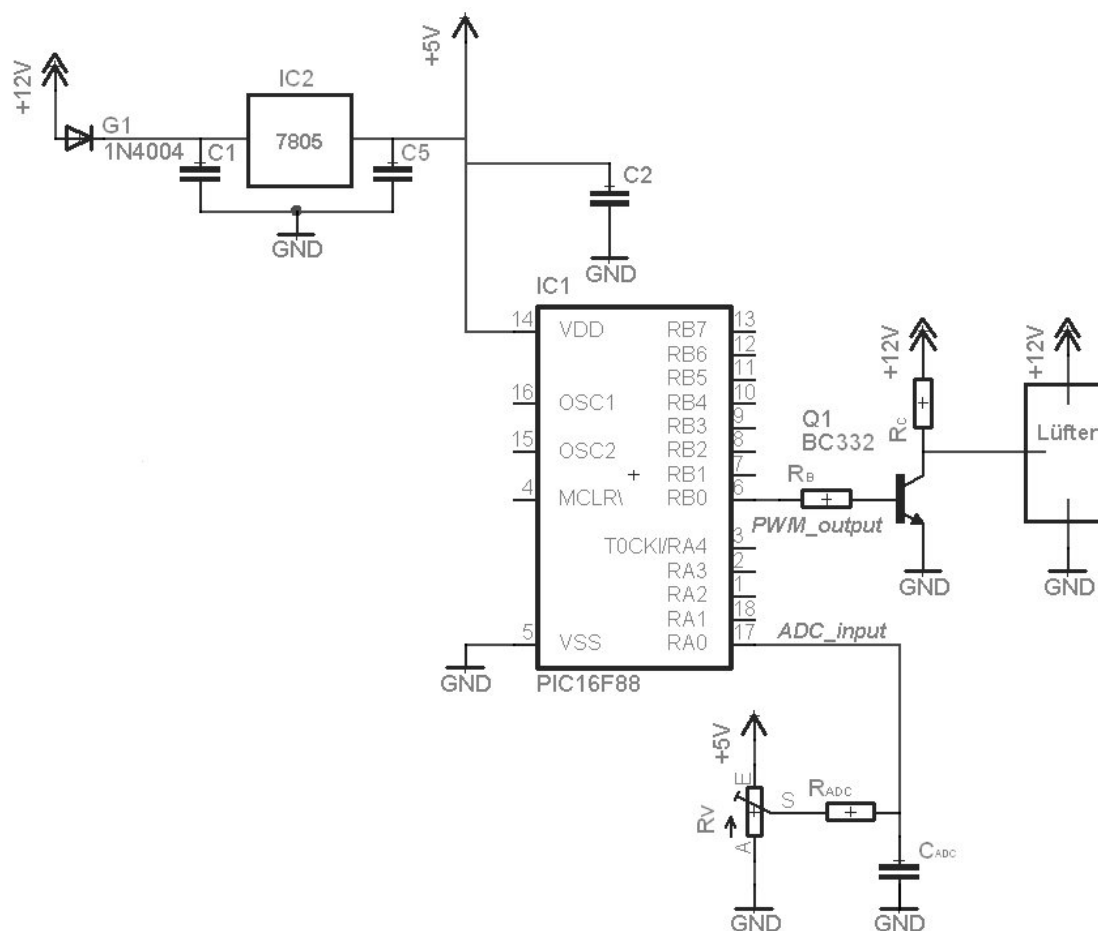 +12V
G1
1N4004
C1
IC2
7805
C5
GND
+5V
C2
GND
IC1
14 VDD
16 OSC1
15 OSC2
4 MCLR\
5 VSS
GND
RB7 13
RB6 12
RB5 11
RB4 10
RB3 9
RB2 8
RB1 7
RB0 6
T0CKI/RA4 3
RA3 2
RA2 1
RA1 18
RA0 17
PIC16F88
PWM_output
RB
Q1
BC332
+12V
RC
GND
+12V
Lüfter
GND
ADC_input
+5V
E
S
A
RV
RADC
CADC
GND
GND